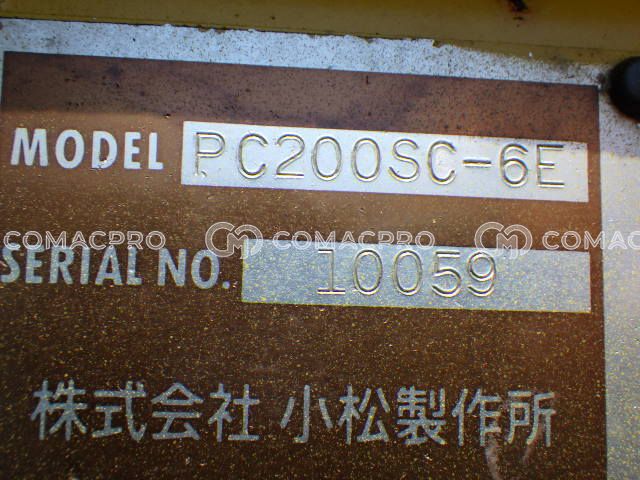 MODEL PC200SC-6E
COMACPRO COMACPRO COMAC
SERIAL NO. 10059
株式会社 小松製作所